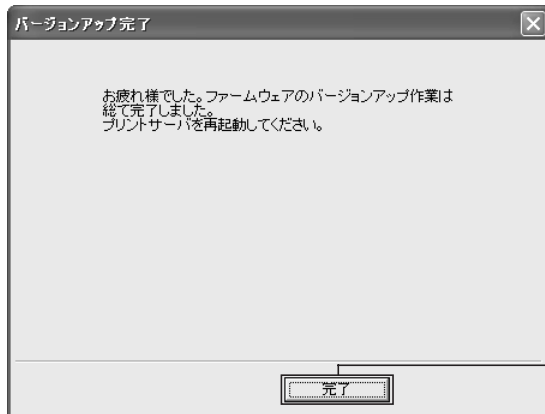 バージョンアップ完了
お疲れ様でした。ファームウェアのバージョンアップ作業は
総て完了しました。
プリントサーバを再起動してください。
完了